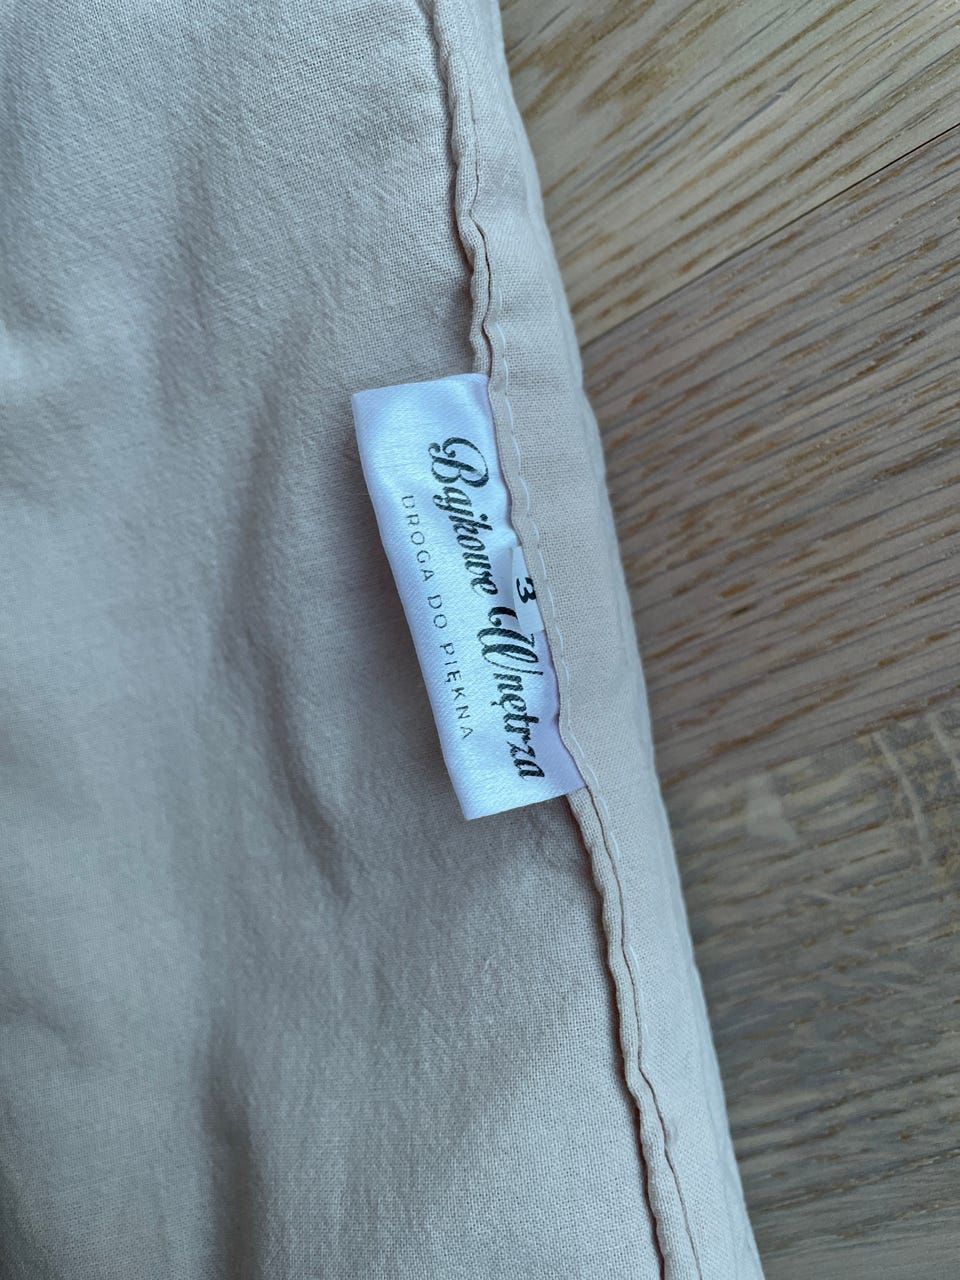 3
Bajkowe Wnętrza
DROGA DO PIĘKNA